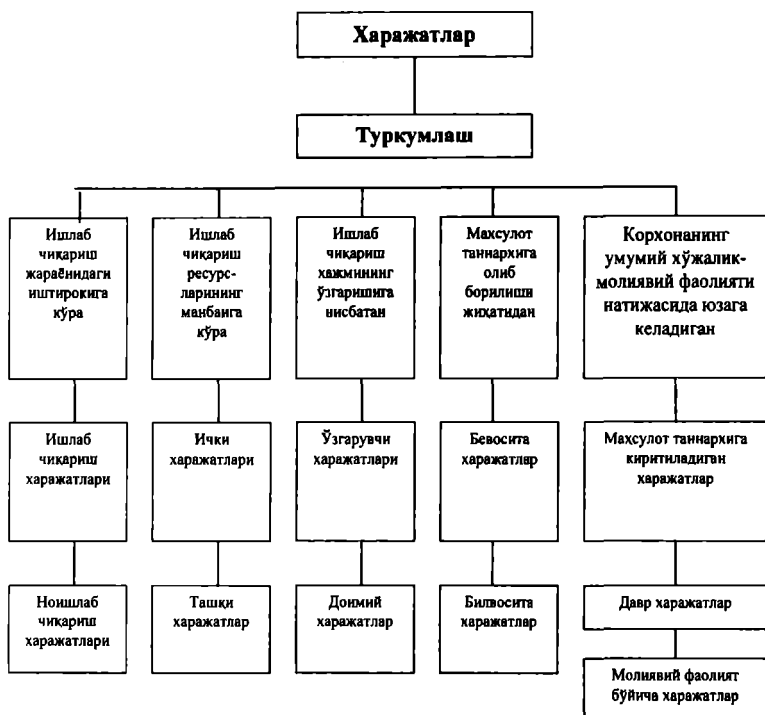 Харажатлар
Туркумлаш
Ишлаб
чиқариш
жараёнидаги
иштирокига
кўра
Ишлаб
чиқариш
ресурс-
ларининг
манбаига
кўра
Ишлаб
чиқариш
хажмининг
ўзгаришига
нисбатан
Махсулот
таннархига
олиб
борилиши
жиҳатидан
Корхонанинг
умумий хўжалик-
молиявий фаолияти
натижасида юзага
келадиган
Ишлаб
чиқариш
харажатлари
Ички
харажатлари
Ўзгарувчи
харажатлари
Бевосита
харажатлар
Маҳсулот таннархига
киритиладиган
харажатлар
Ноишлаб
чиқариш
харажатлари
Ташқи
харажатлар
Доимий
харажатлар
Билвосита
харажатлар
Давр харажатлар
Молиявий фаолият
бўйича харажатлар